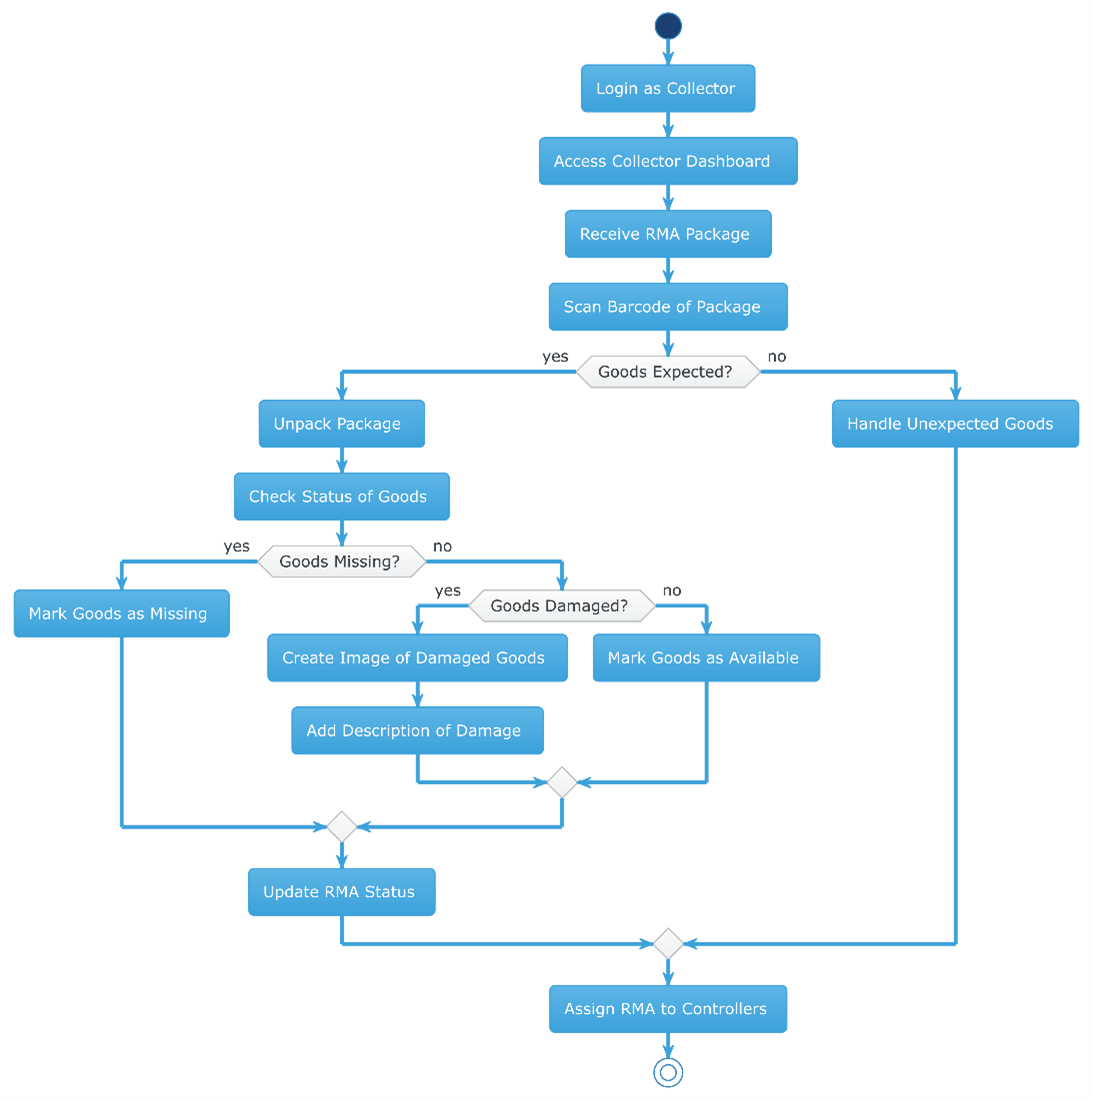 Login as Collector
Access Collector Dashboard
Receive RMA Package
Scan Barcode of Package
yes
Goods Expected?
no
Unpack Package
Handle Unexpected Goods
Check Status of Goods
yes
Goods Missing?
no
Mark Goods as Missing
yes
Goods Damaged?
no
Create Image of Damaged Goods
Mark Goods as Available
Add Description of Damage
Update RMA Status
Assign RMA to Controllers